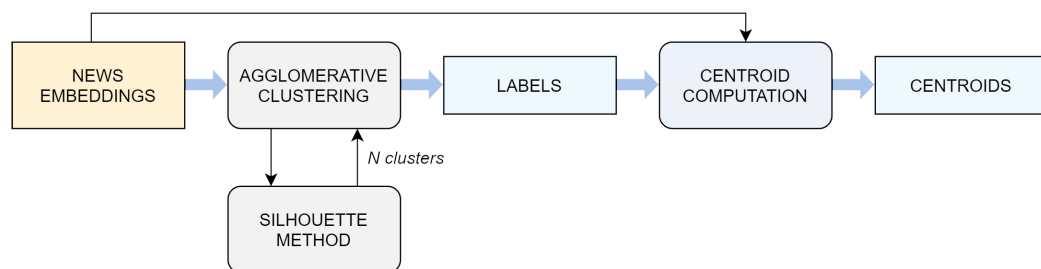 NEWS
EMBEDDINGS
AGGLOMERATIVE
CLUSTERING
LABELS
CENTROID
COMPUTATION
CENTROIDS
N clusters
SILHOUETTE
METHOD